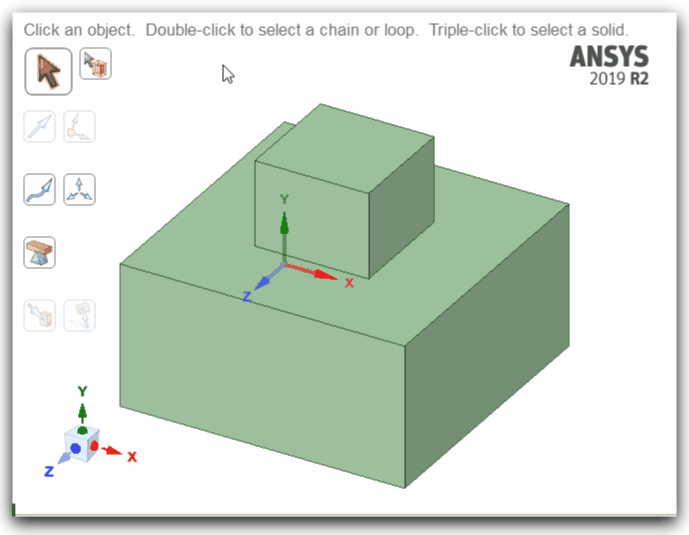 Click an object.  Double-click to select a chain or loop.  Triple-click to select a solid.
ANSYS
2019 R2
Y
X
Z
Y
X
Z